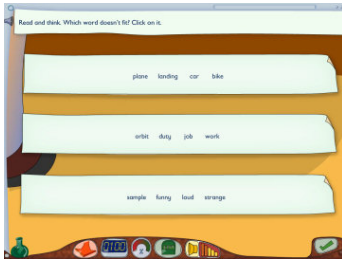 Read and think. Which word doesn't fit? Click on it.
plane landing car bike
orbit duty job work
sample funny loud strange